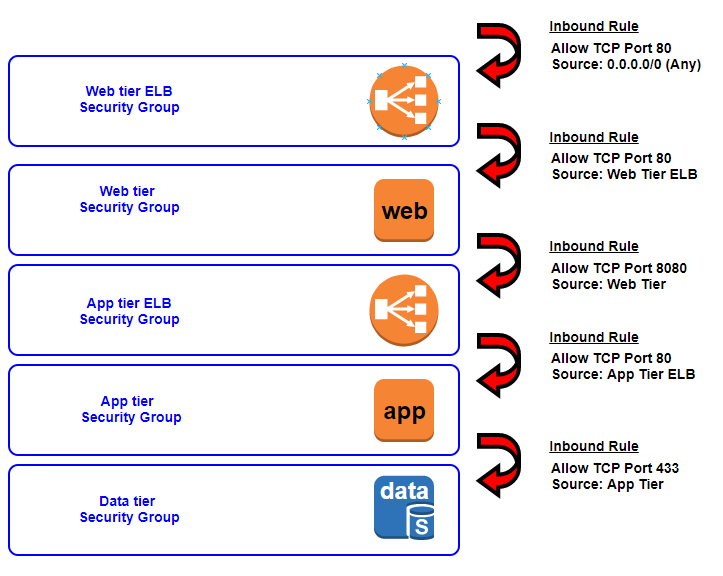 Inbound Rule
Allow TCP Port 80
Source: 0.0.0.0/0 (Any)
Web tier ELB
Security Group
Inbound Rule
Allow TCP Port 80
Source: Web Tier ELB
Web tier
Security Group
web
Inbound Rule
Allow TCP Port 8080
Source: Web Tier
App tier ELB
Security Group
Inbound Rule
Allow TCP Port 80
Source: App Tier ELB
App tier
Security Group
app
Inbound Rule
Allow TCP Port 433
Source: App Tier
Data tier
Security Group
data
S